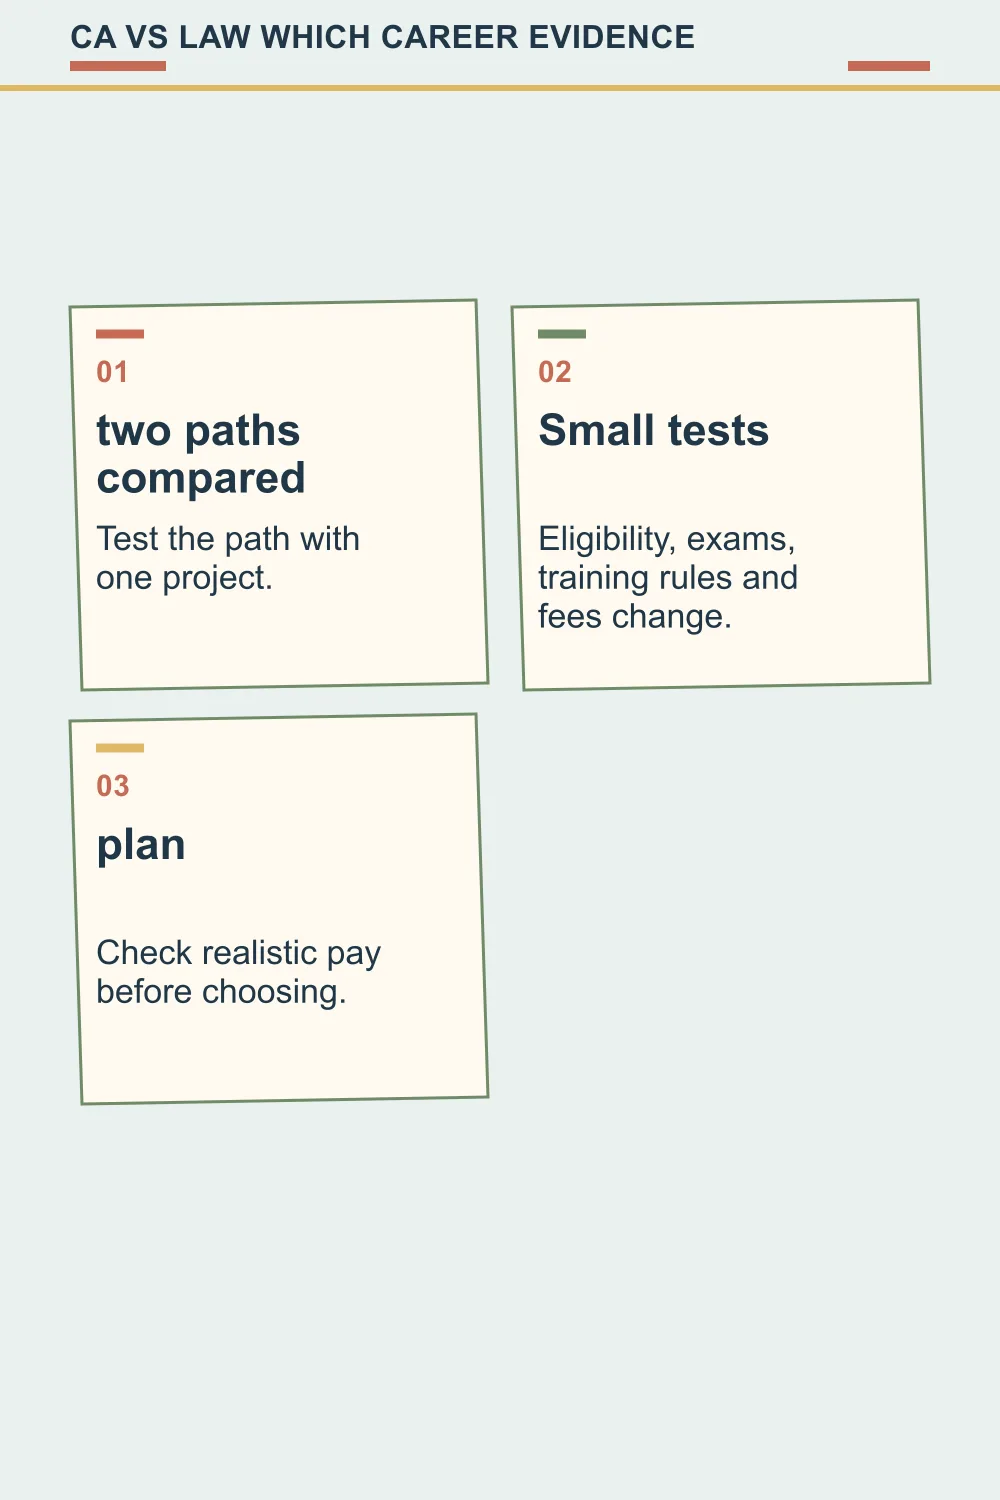 CA VS LAW WHICH CAREER EVIDENCE
01
two paths
compared
Test the path with
one project.
02
Small tests
Eligibility, exams,
training rules and
fees change.
03
plan
Check realistic pay
before choosing.